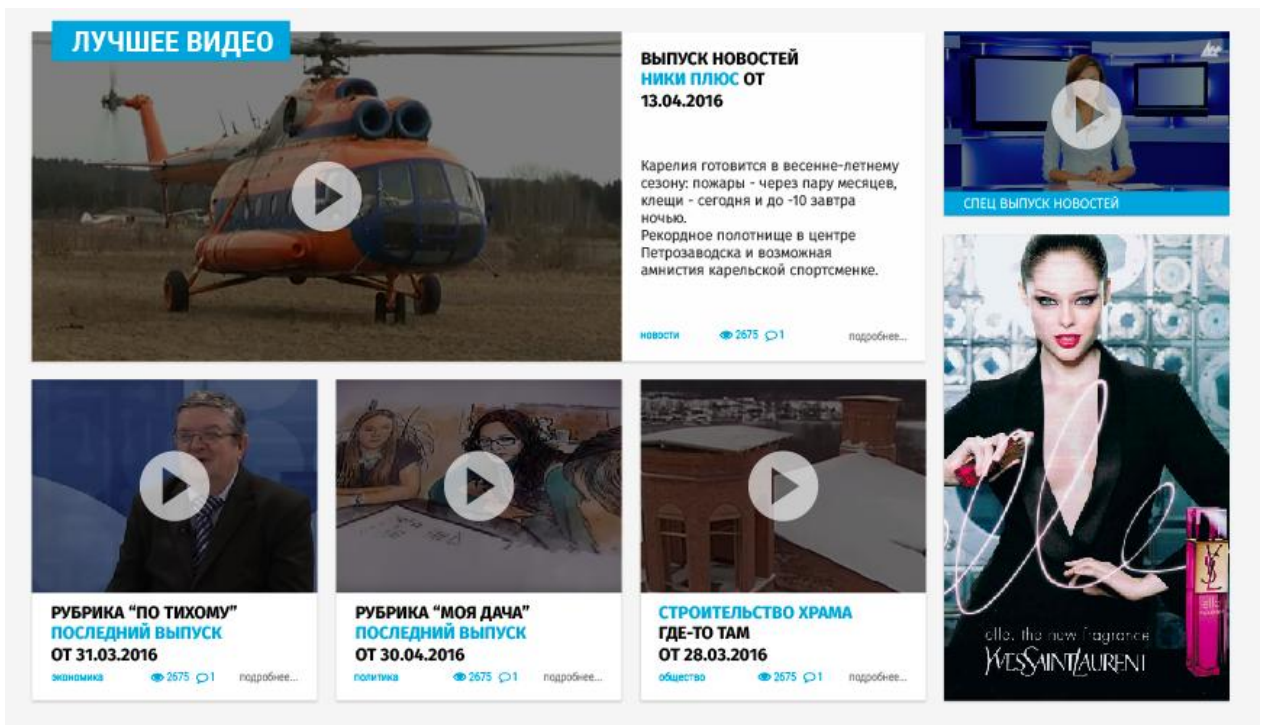 ЛУЧШЕЕ ВИДЕО
ВЫПУСК НОВОСТЕЙ
НИКИ ПЛЮС ОТ
13.04.2016
Карелия готовится в весенне-летнему
сезону: пожары - через пару месяцев,
клещи - сегодня и до -10 завтра
ночью.
Рекордное полотнище в центре
Петрозаводска и возможная
амнистия карельской спортсменке.
новости 2675 1 подробнее...
СПЕЦ ВЫПУСК НОВОСТЕЙ
РУБРИКА “ПО ТИХОМУ”
ПОСЛЕДНИЙ ВЫПУСК
ОТ 31.03.2016
экономика 2675 1 подробнее...
РУБРИКА “МОЯ ДАЧА”
ПОСЛЕДНИЙ ВЫПУСК
ОТ 30.04.2016
политика 2675 1 подробнее...
СТРОИТЕЛЬСТВО ХРАМА
ГДЕ-ТО ТАМ
ОТ 28.03.2016
общество 2675 1 подробнее...
elle
elle. the new fragrance
YVESSAINTLAURENT